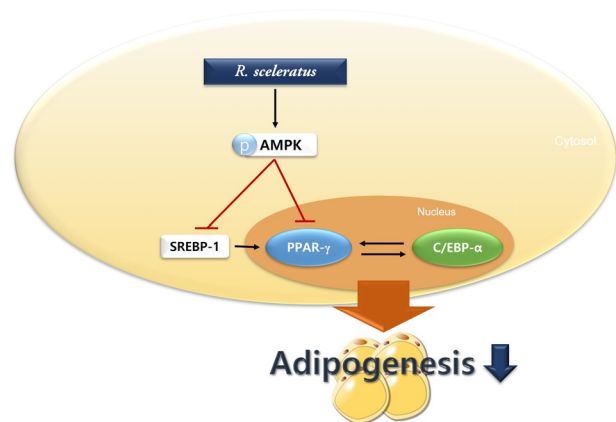 R. sceleratus
p AMPK
Cytosol
Nucleus
SREBP-1
PPAR-γ
C/EBP-α
Adipogenesis